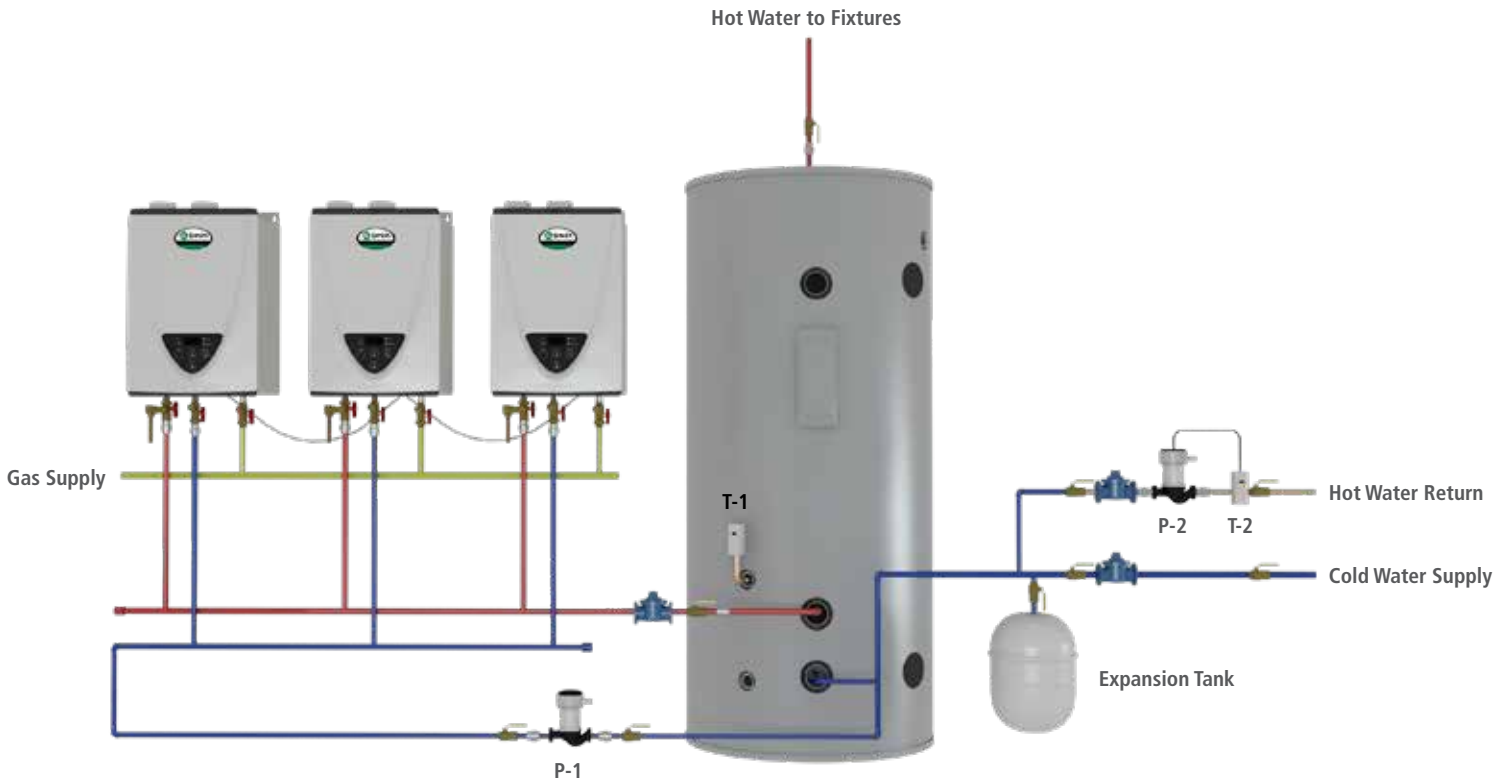 Hot Water to Fixtures
Gas Supply
T-1
Hot Water Return
P-2
T-2
Cold Water Supply
Expansion Tank
P-1